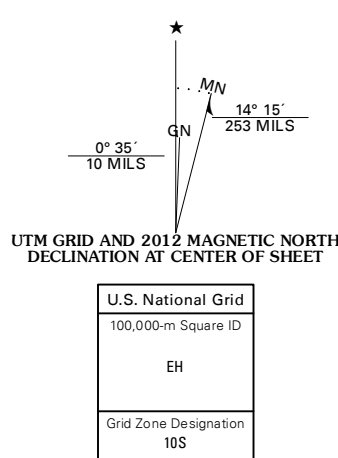 ★
MN
14° 15´
253 MILS
GN
0° 35´
10 MILS
UTM GRID AND 2012 MAGNETIC NORTH
DECLINATION AT CENTER OF SHEET
U.S. National Grid
100,000-m Square ID
EH
Grid Zone Designation
10S